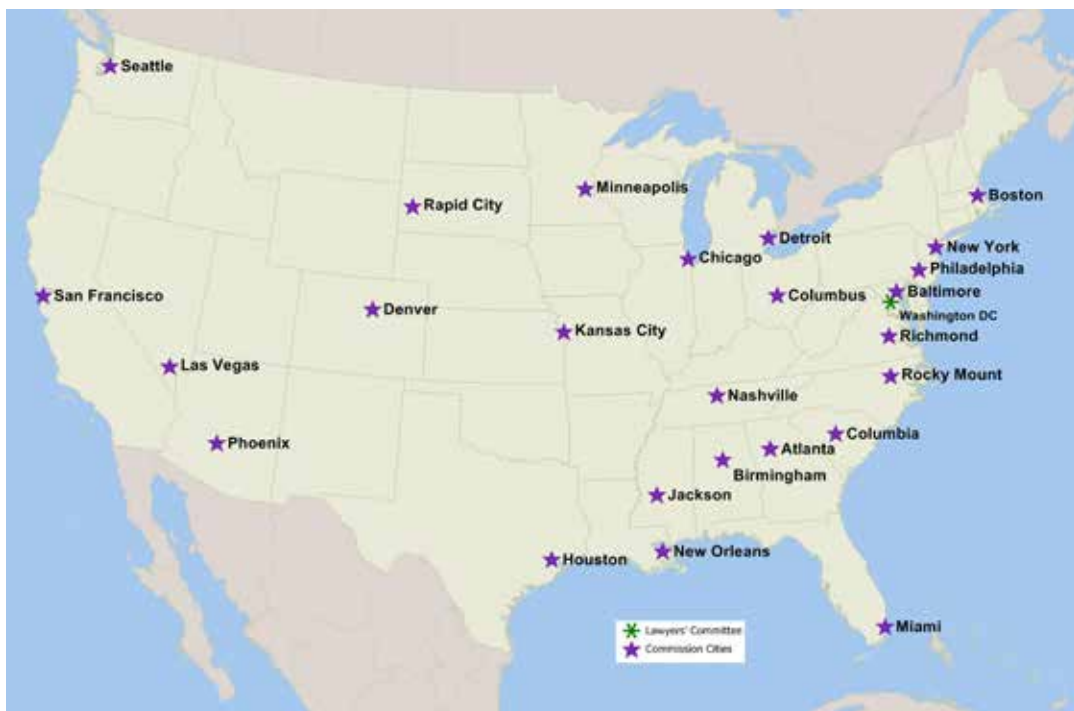 Seattle
Minneapolis
Boston
Rapid City
Detroit
New York
Chicago
Philadelphia
Baltimore
San Francisco
Columbus
Denver
Washington DC
Kansas City
Richmond
Las Vegas
Rocky Mount
Nashville
Columbia
Phoenix
Atlanta
Birmingham
Jackson
New Orleans
Houston
Miami
Lawyers' Committee
Commission Cities